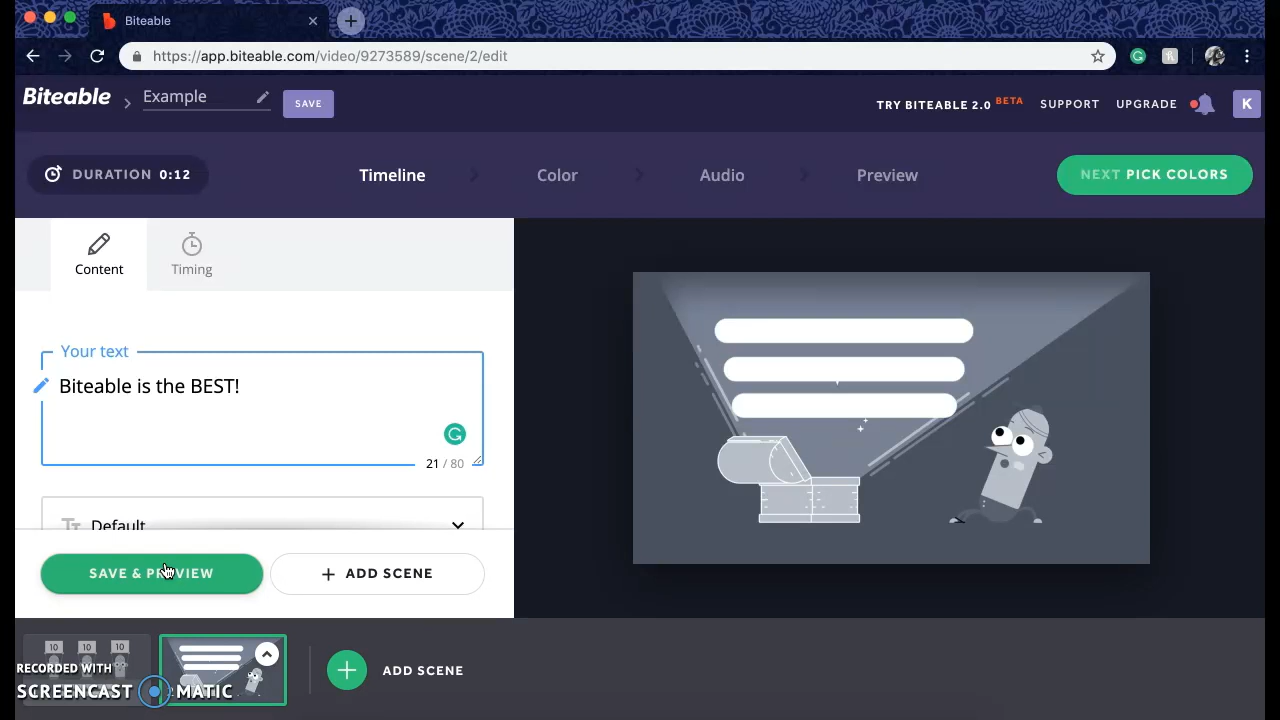 Biteable
https://app.biteable.com/video/9273589/scene/2/edit
Biteable
Example
SAVE
TRY BITEABLE 2.0 BETA
SUPPORT
UPGRADE
K
DURATION 0:12
Timeline
Color
Audio
Preview
NEXT PICK COLORS
Content
Timing
Your text
Biteable is the BEST!
21 / 80
Default
SAVE & PREVIEW
ADD SCENE
10 10 10
ADD SCENE
RECORDED WITH
SCREENCAST MATIC